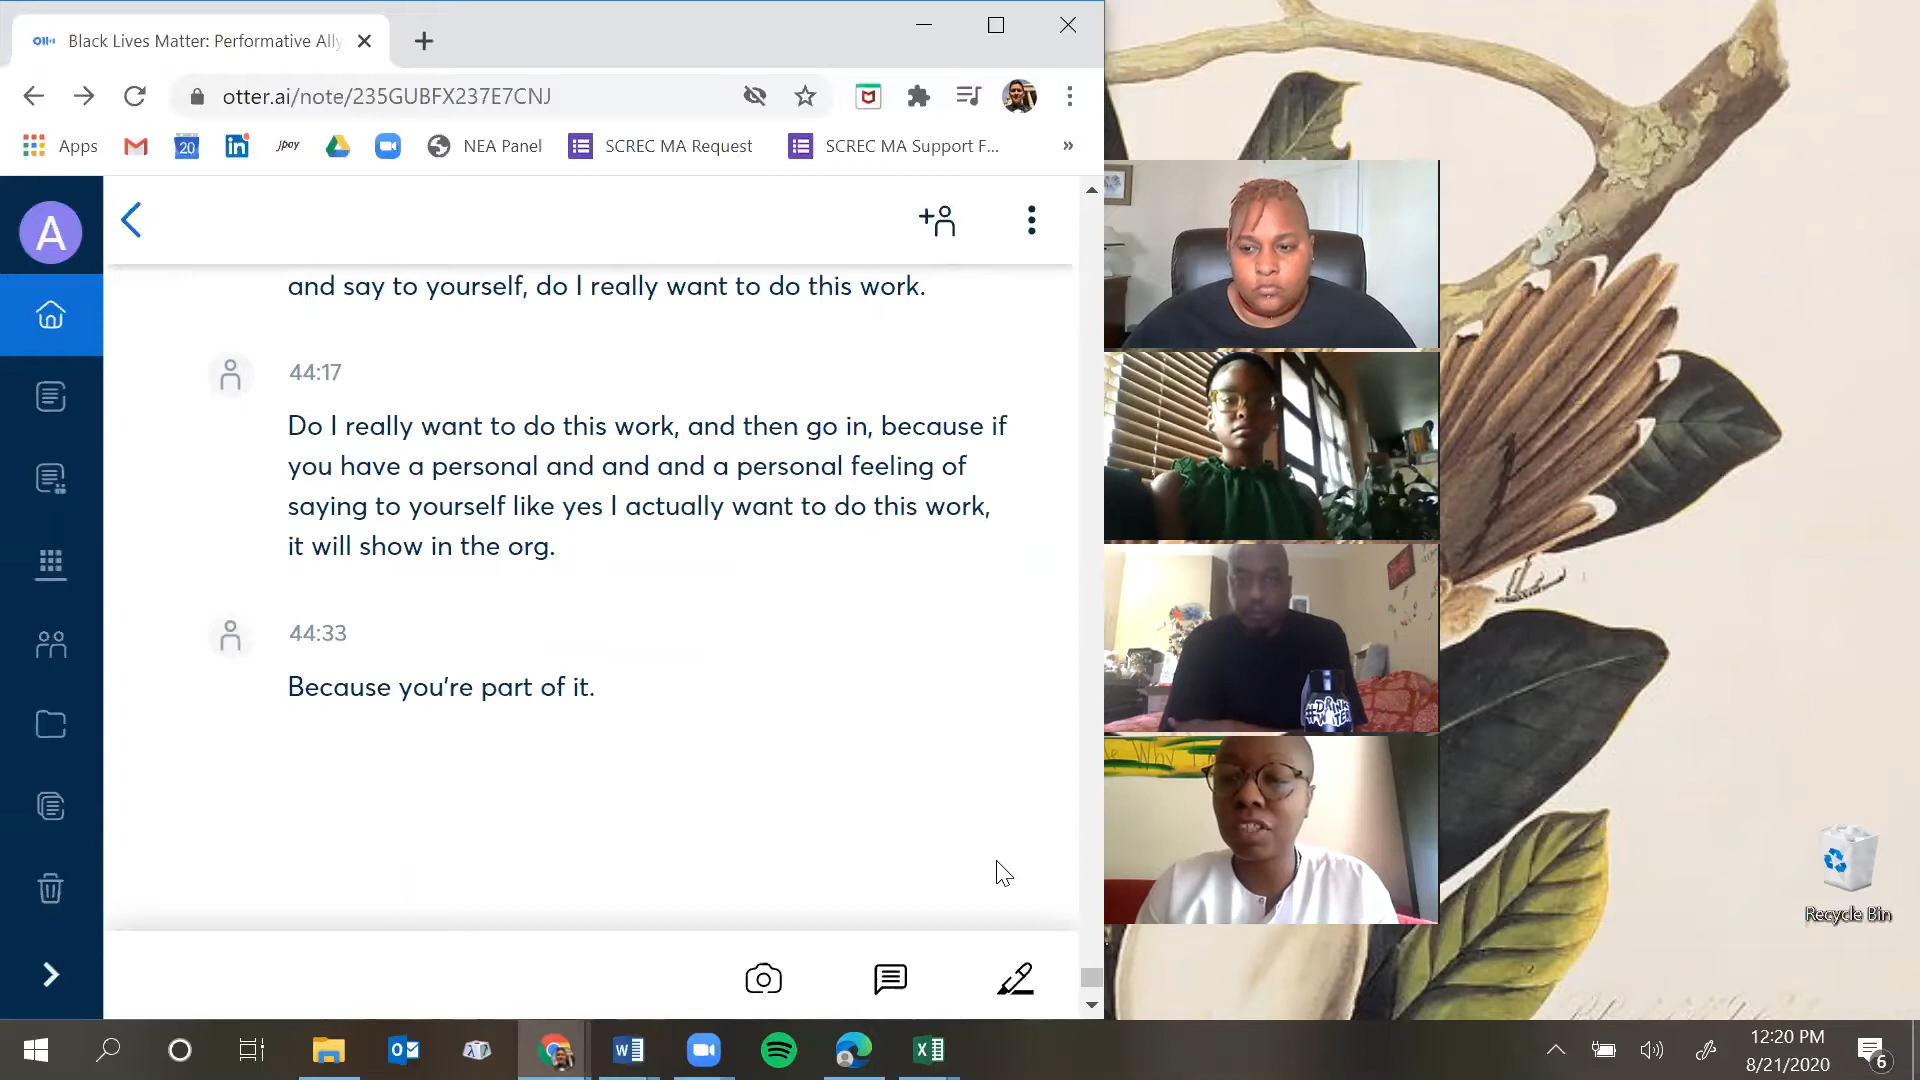 Black Lives Matter: Performative Ally
otter.ai/note/235GUBFX237E7CNJ
Apps
20
jpay
NEA Panel
SCREC MA Request
SCREC MA Support F...
»
A
and say to yourself, do I really want to do this work.
44:17
Do I really want to do this work, and then go in, because if
you have a personal and and and a personal feeling of
saying to yourself like yes I actually want to do this work,
it will show in the org.
44:33
Because you're part of it.
#DRINK
#WATER
Why
Recycle Bin
12:20 PM
8/21/2020
6